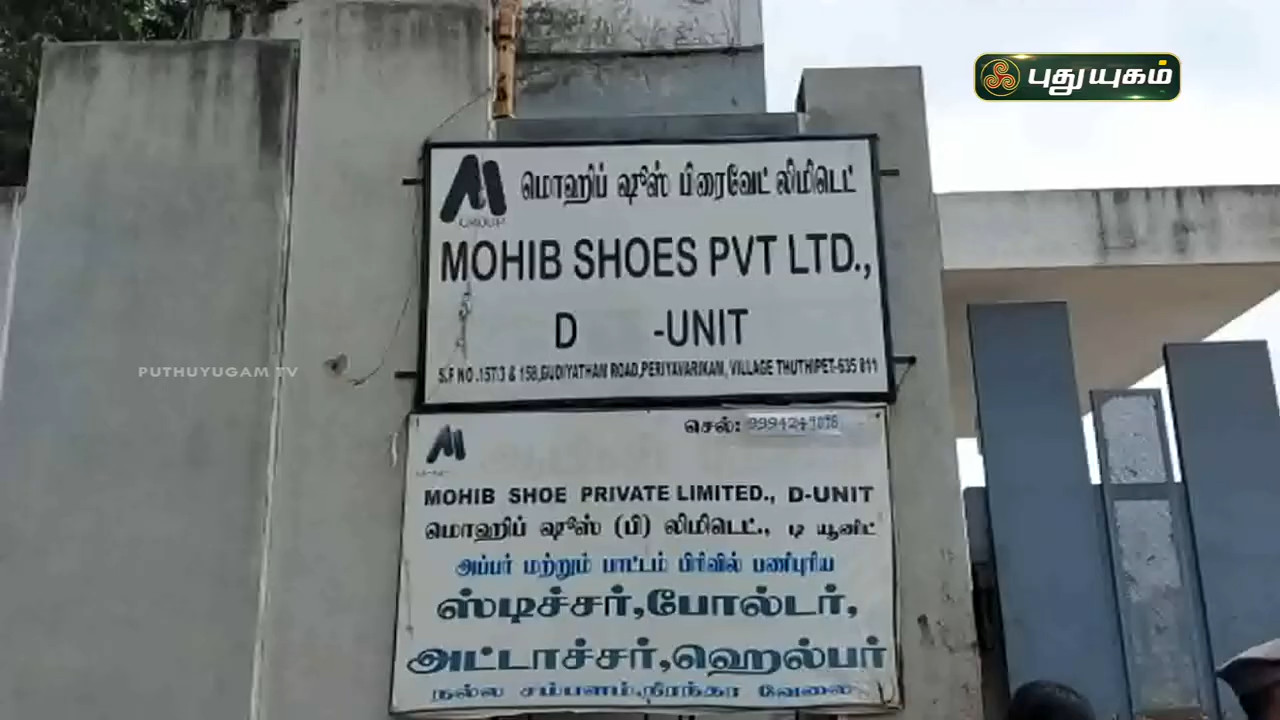 புதுயுகம்
M GROUP
மொஹிப் ஷூஸ் பிரைவேட் லிமிடெட்
MOHIB SHOES PVT LTD.,
D -UNIT
S.F NO.157/3 & 158,GUDIYATHAM ROAD,PERIYAVARIKAM, VILLAGE THUTHIPET-635 811
PUTHUYUGAM TV
செல்:
MOHIB SHOE PRIVATE LIMITED., D-UNIT
மொஹிப் ஷூஸ் (பி) லிமிடெட்., டி யூனிட்
அப்பர் மற்றும் பாட்டம் பிரிவில் பணிபுரிய
ஸ்டிச்சர்,போல்டர்,
அட்டாச்சர்,ஹெல்பர்
நல்ல சம்பளம்,நிரந்தர வேலை